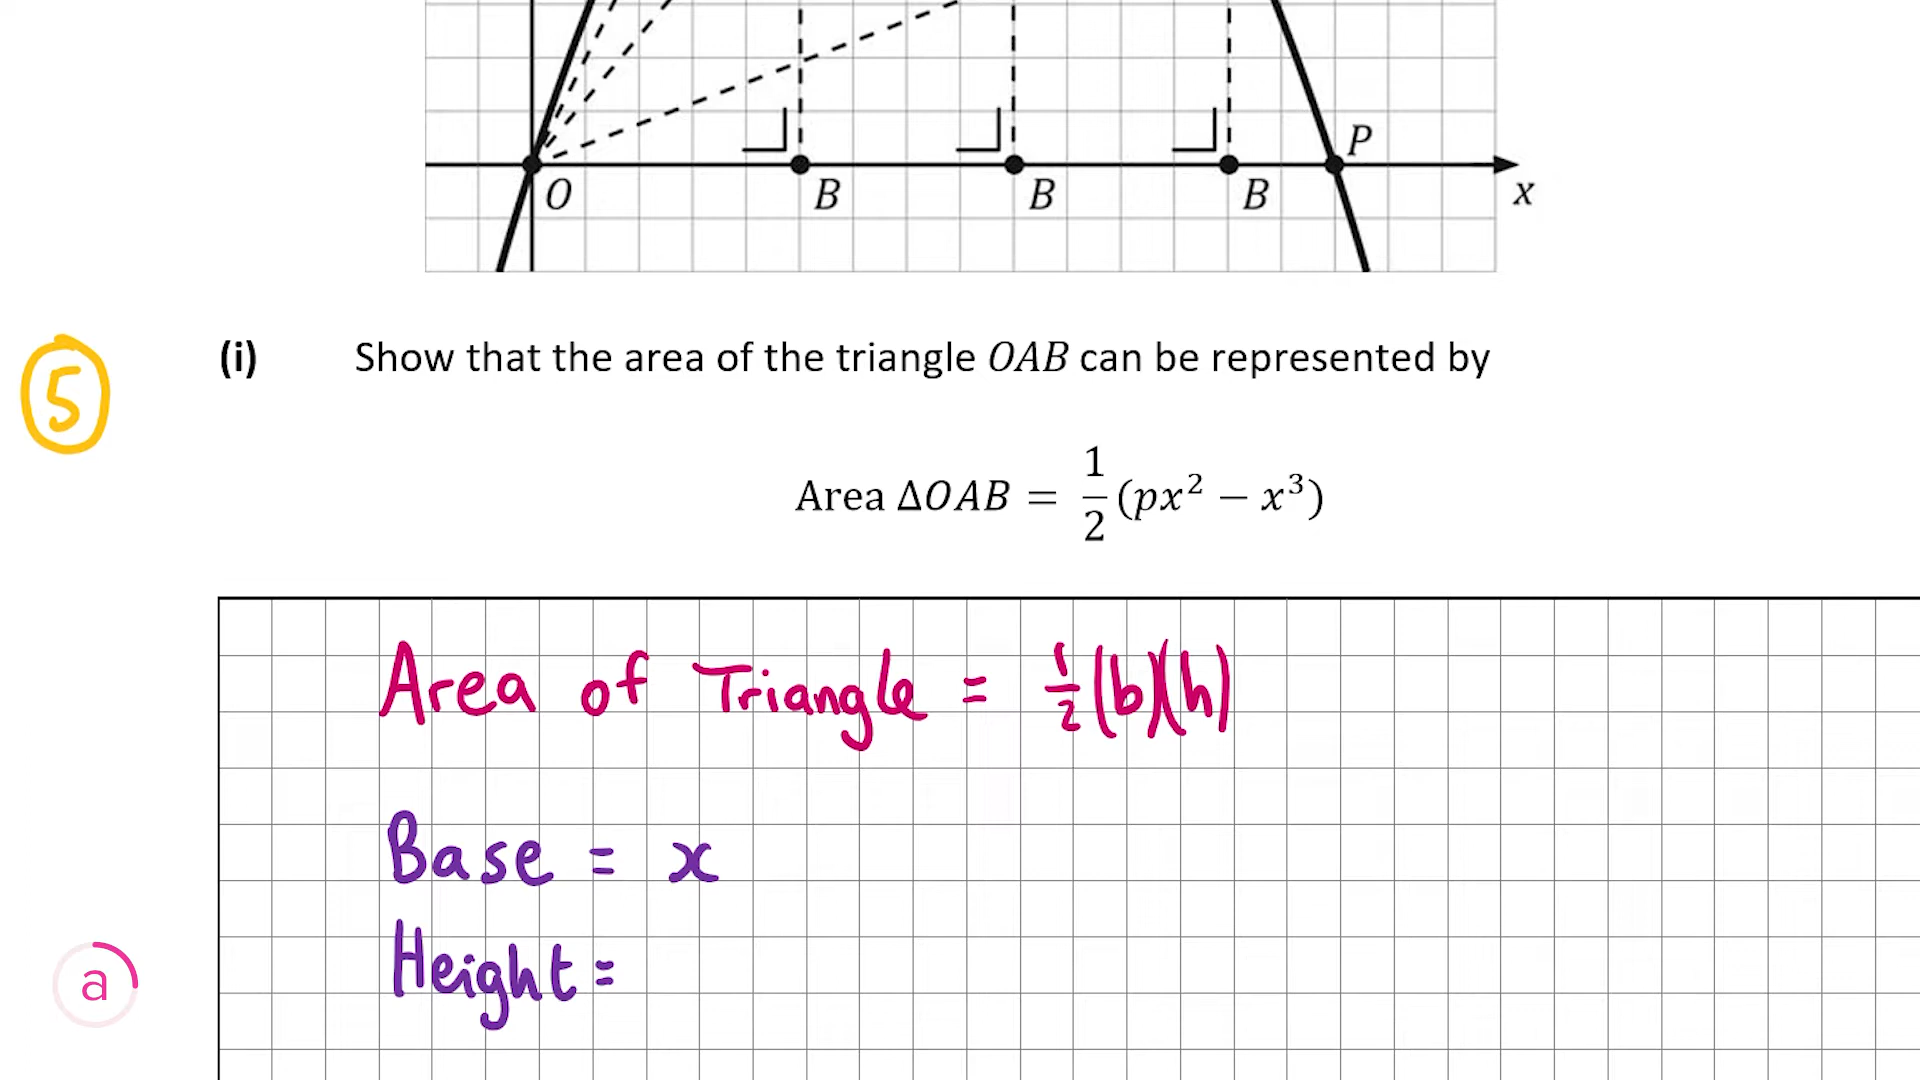 P
O B B B x
5
(i) Show that the area of the triangle OAB can be represented by
Area ΔOAB = 1/2 (px² − x³)
Area of Triangle = 1/2 (b)(h)
Base = x
Height =
a